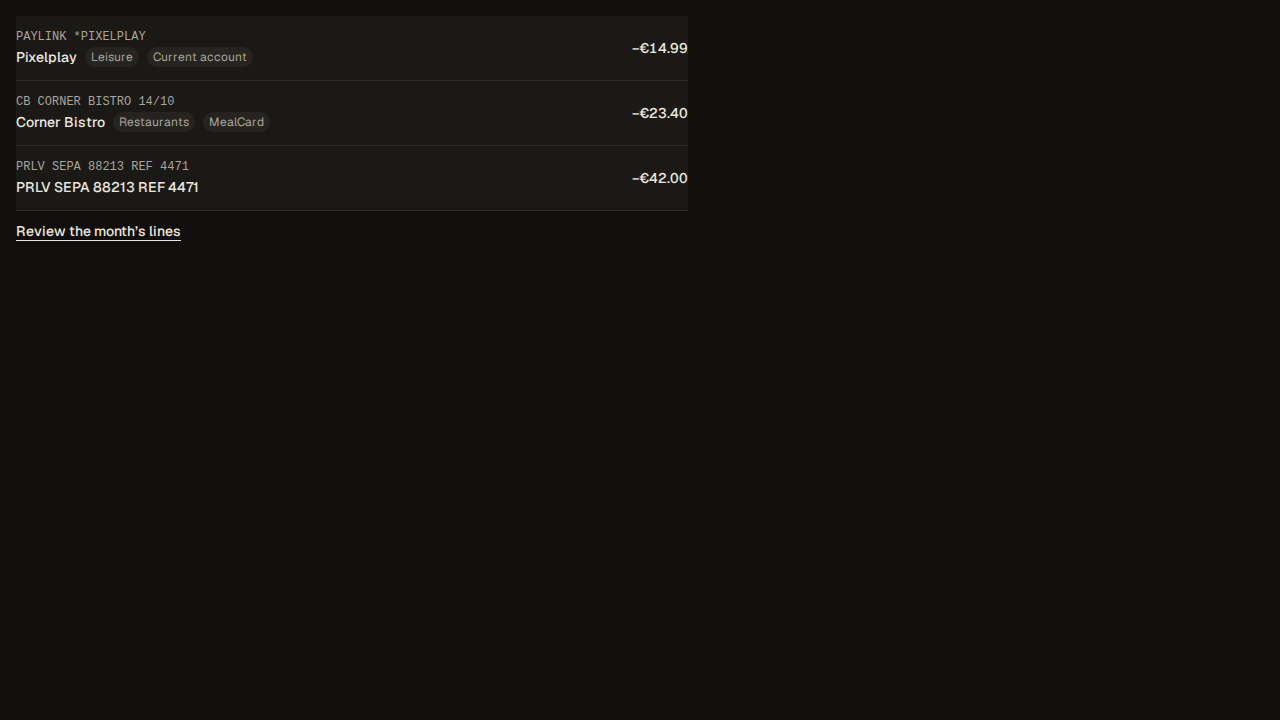 PAYLINK *PIXELPLAY
Pixelplay Leisure Current account
–€14.99
CB CORNER BISTRO 14/10
Corner Bistro Restaurants MealCard
–€23.40
PRLV SEPA 88213 REF 4471
PRLV SEPA 88213 REF 4471
–€42.00
Review the month’s lines